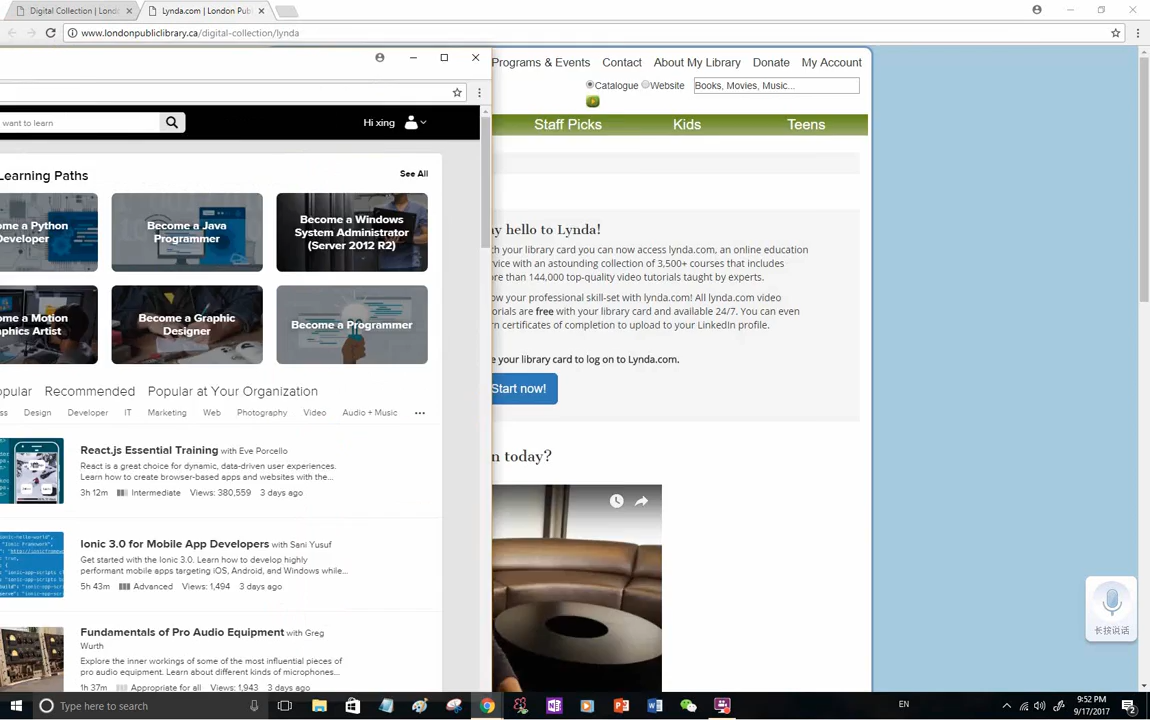 Digital Collection | Lond
Lynda.com | London Pub
www.londonpubliclibrary.ca/digital-collection/lynda
Programs & Events Contact About My Library Donate My Account
Catalogue Website Books, Movies, Music...
Staff Picks Kids Teens
want to learn
Hi xing
Learning Paths See All
me a Python
Developer
Become a Java
Programmer
Become a Windows
System Administrator
(Server 2012 R2)
me a Motion
phics Artist
Become a Graphic
Designer
Become a Programmer
opular Recommended Popular at Your Organization
ss Design Developer IT Marketing Web Photography Video Audio + Music ...
React.js Essential Training with Eve Porcello
React is a great choice for dynamic, data-driven user experiences.
Learn how to create browser-based apps and websites with the...
3h 12m Intermediate Views: 380,559 3 days ago
Ionic 3.0 for Mobile App Developers with Sani Yusuf
Get started with the Ionic 3.0. Learn how to develop highly
performant mobile apps targeting iOS, Android, and Windows while...
5h 43m Advanced Views: 1,494 3 days ago
Fundamentals of Pro Audio Equipment with Greg
Wurth
Explore the inner workings of some of the most influential pieces of
pro audio equipment. Learn about different kinds of microphones...
1h 37m Appropriate for all Views: 1,943 3 days ago
ay hello to Lynda!
th your library card you can now access lynda.com, an online education
rvice with an astounding collection of 3,500+ courses that includes
ore than 144,000 top-quality video tutorials taught by experts.
ow your professional skill-set with lynda.com! All lynda.com video
torials are free with your library card and available 24/7. You can even
rn certificates of completion to upload to your LinkedIn profile.
e your library card to log on to Lynda.com.
Start now!
n today?
长按说话
Type here to search
EN
9:52 PM
9/17/2017
2